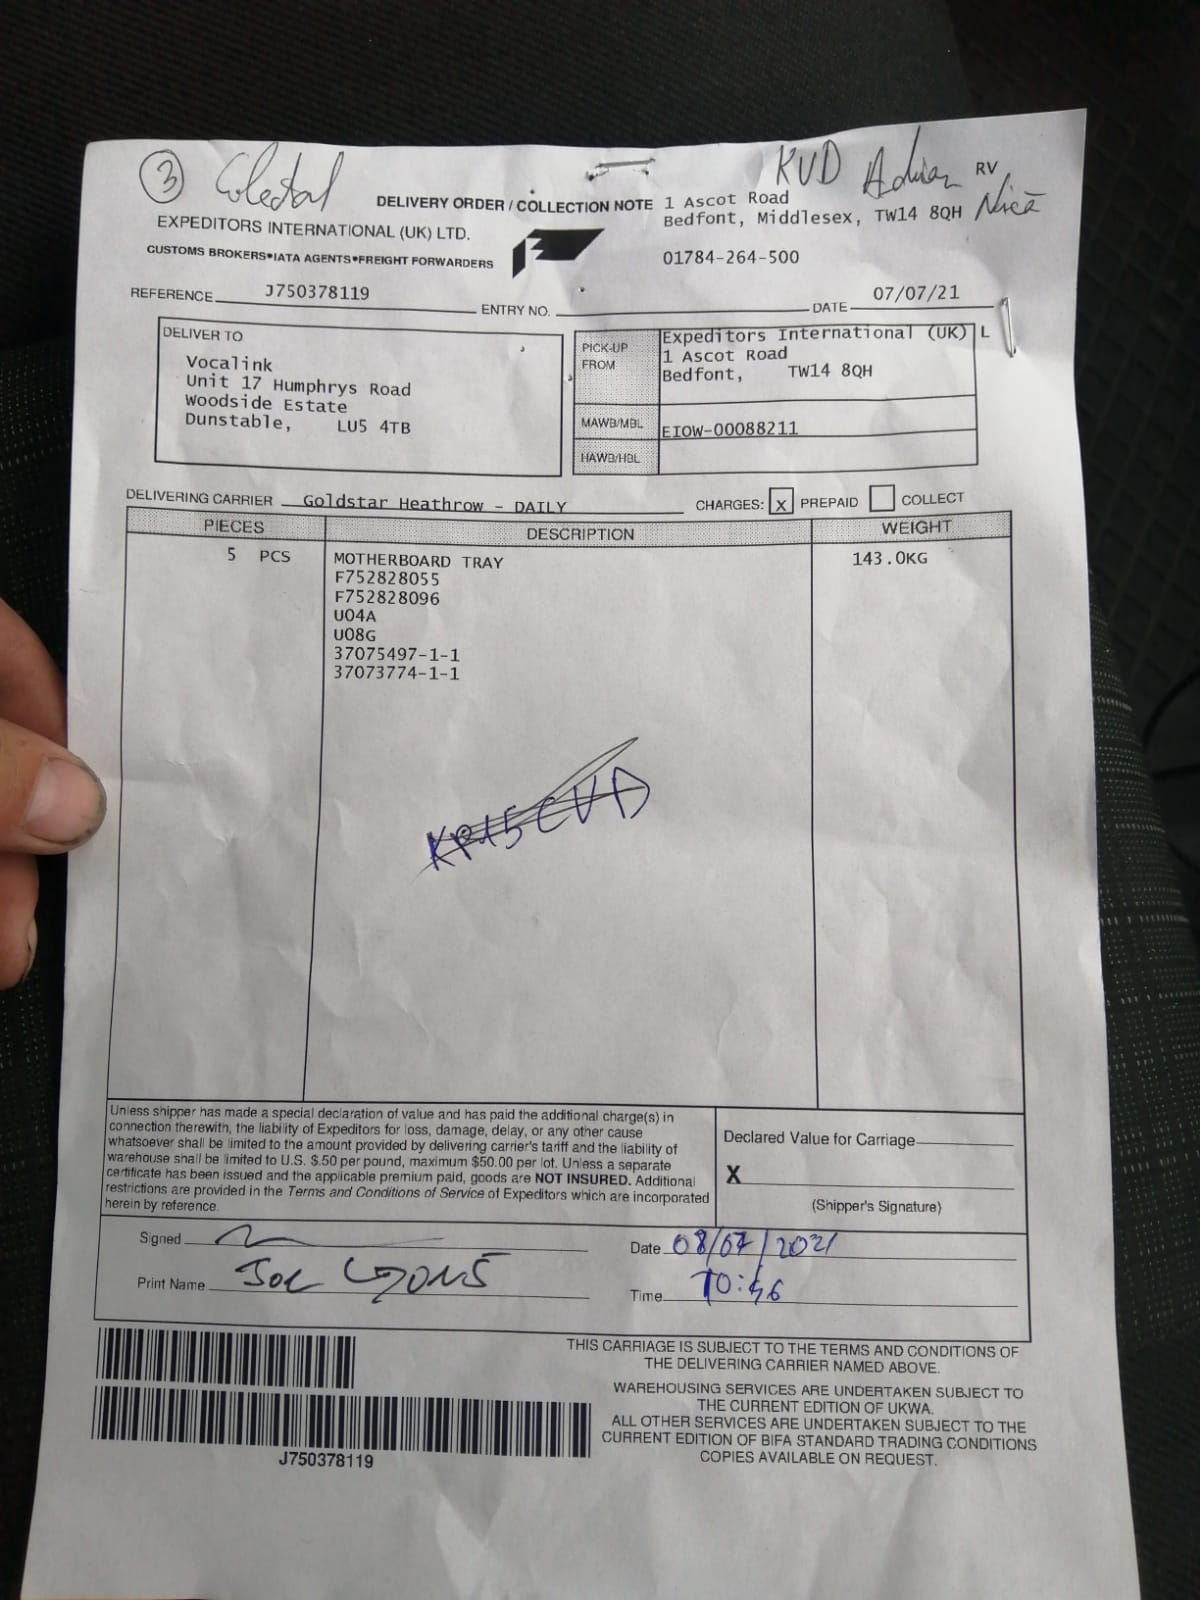 3 Colectat KVD Adrian RV
DELIVERY ORDER / COLLECTION NOTE 1 Ascot Road
Bedfont, Middlesex, TW14 8QH Nică
EXPEDITORS INTERNATIONAL (UK) LTD.
CUSTOMS BROKERS•IATA AGENTS•FREIGHT FORWARDERS
01784-264-500
REFERENCE J750378119 ENTRY NO. DATE 07/07/21
DELIVER TO
Vocalink
Unit 17 Humphrys Road
Woodside Estate
Dunstable, LU5 4TB
PICK-UP FROM
Expeditors International (UK) L
1 Ascot Road
Bedfont, TW14 8QH
MAWB/MBL EIOW-00088211
HAWB/HBL
DELIVERING CARRIER Goldstar Heathrow - DAILY CHARGES: x PREPAID COLLECT
PIECES DESCRIPTION WEIGHT
5 PCS MOTHERBOARD TRAY 143.0KG
F752828055
F752828096
U04A
U08G
37075497-1-1
37073774-1-1
Unless shipper has made a special declaration of value and has paid the additional charge(s) in
connection therewith, the liability of Expeditors for loss, damage, delay, or any other cause
whatsoever shall be limited to the amount provided by delivering carrier's tariff and the liability of
warehouse shall be limited to U.S. $.50 per pound, maximum $50.00 per lot. Unless a separate
certificate has been issued and the applicable premium paid, goods are NOT INSURED. Additional
restrictions are provided in the Terms and Conditions of Service of Expeditors which are incorporated
herein by reference.
Declared Value for Carriage
X
(Shipper's Signature)
Signed
Date 08/07/2021
Print Name Joe Lyons
Time 10:46
THIS CARRIAGE IS SUBJECT TO THE TERMS AND CONDITIONS OF
THE DELIVERING CARRIER NAMED ABOVE.
WAREHOUSING SERVICES ARE UNDERTAKEN SUBJECT TO
THE CURRENT EDITION OF UKWA.
ALL OTHER SERVICES ARE UNDERTAKEN SUBJECT TO THE
CURRENT EDITION OF BIFA STANDARD TRADING CONDITIONS
COPIES AVAILABLE ON REQUEST.
J750378119